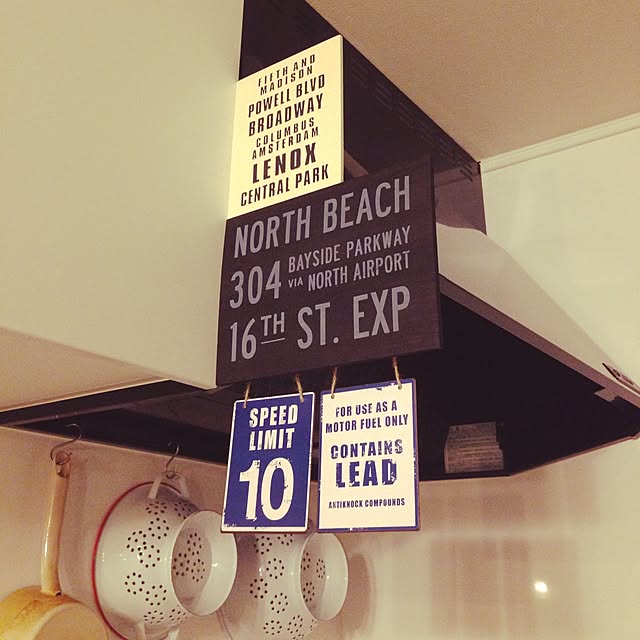 FIFTH AND
MADISON
POWELL BLVD
BROADWAY
COLUMBUS
AMSTERDAM
LENOX
CENTRAL PARK
NORTH BEACH
304 BAYSIDE PARKWAY
VIA NORTH AIRPORT
16TH ST. EXP
SPEED
LIMIT
10
FOR USE AS A
MOTOR FUEL ONLY
CONTAINS
LEAD
ANTIKNOCK COMPOUNDS